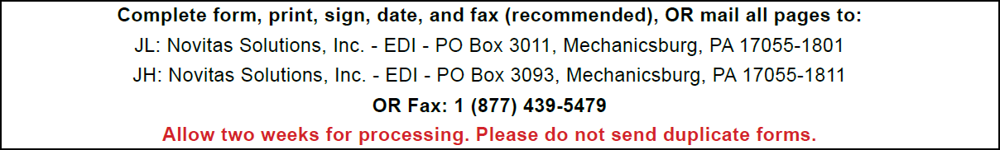 Complete form, print, sign, date, and fax (recommended), OR mail all pages to:
JL: Novitas Solutions, Inc. - EDI - PO Box 3011, Mechanicsburg, PA 17055-1801
JH: Novitas Solutions, Inc. - EDI - PO Box 3093, Mechanicsburg, PA 17055-1811
OR Fax: 1 (877) 439-5479
Allow two weeks for processing. Please do not send duplicate forms.